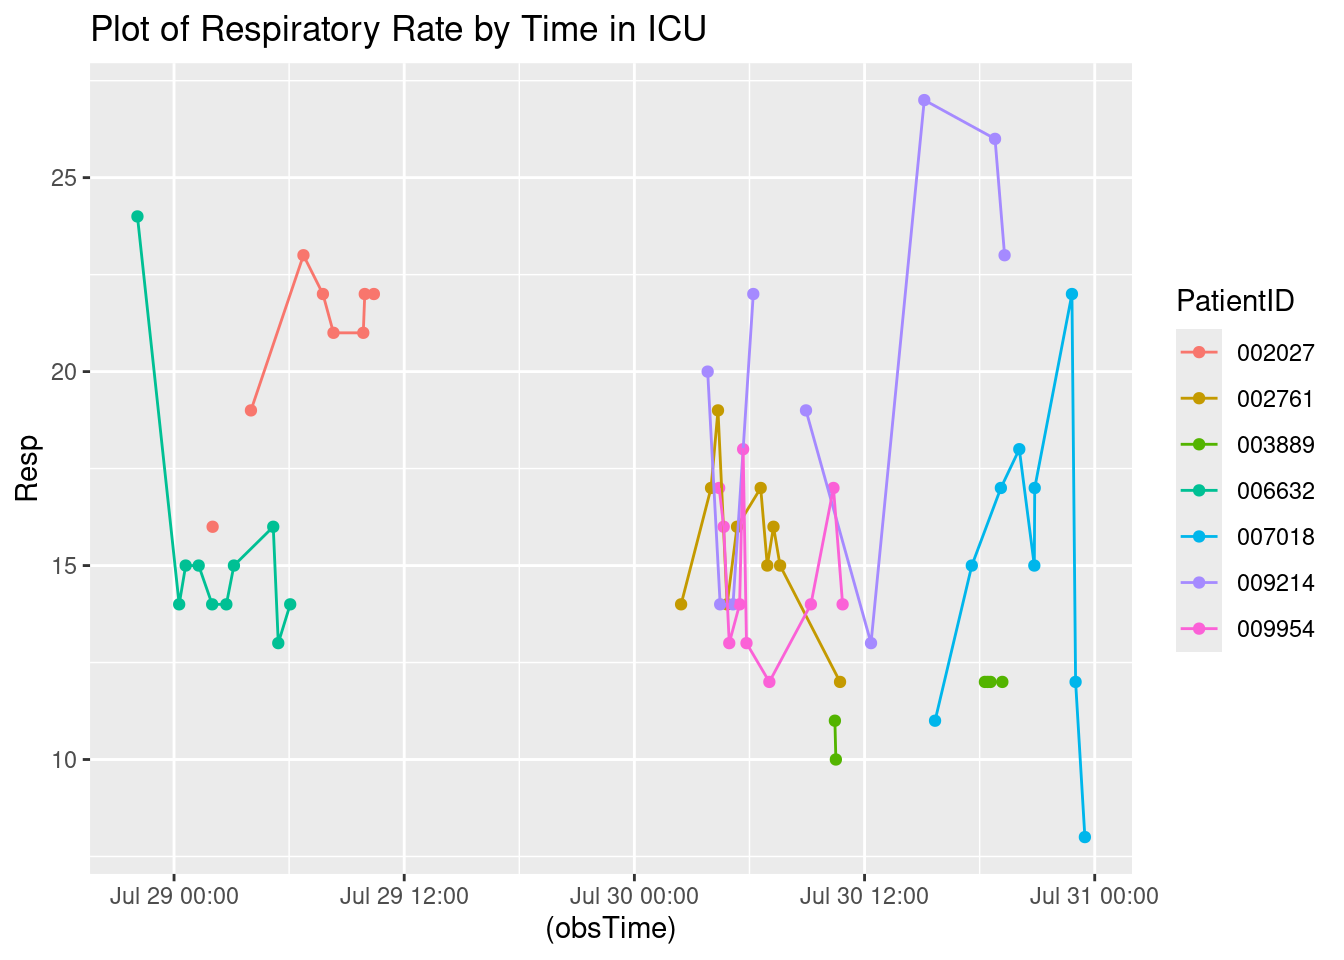 Plot of Respiratory Rate by Time in ICU
25
20
15
10
Resp
Jul 29 00:00
Jul 29 12:00
Jul 30 00:00
Jul 30 12:00
Jul 31 00:00
(obsTime)
PatientID
002027
002761
003889
006632
007018
009214
009954